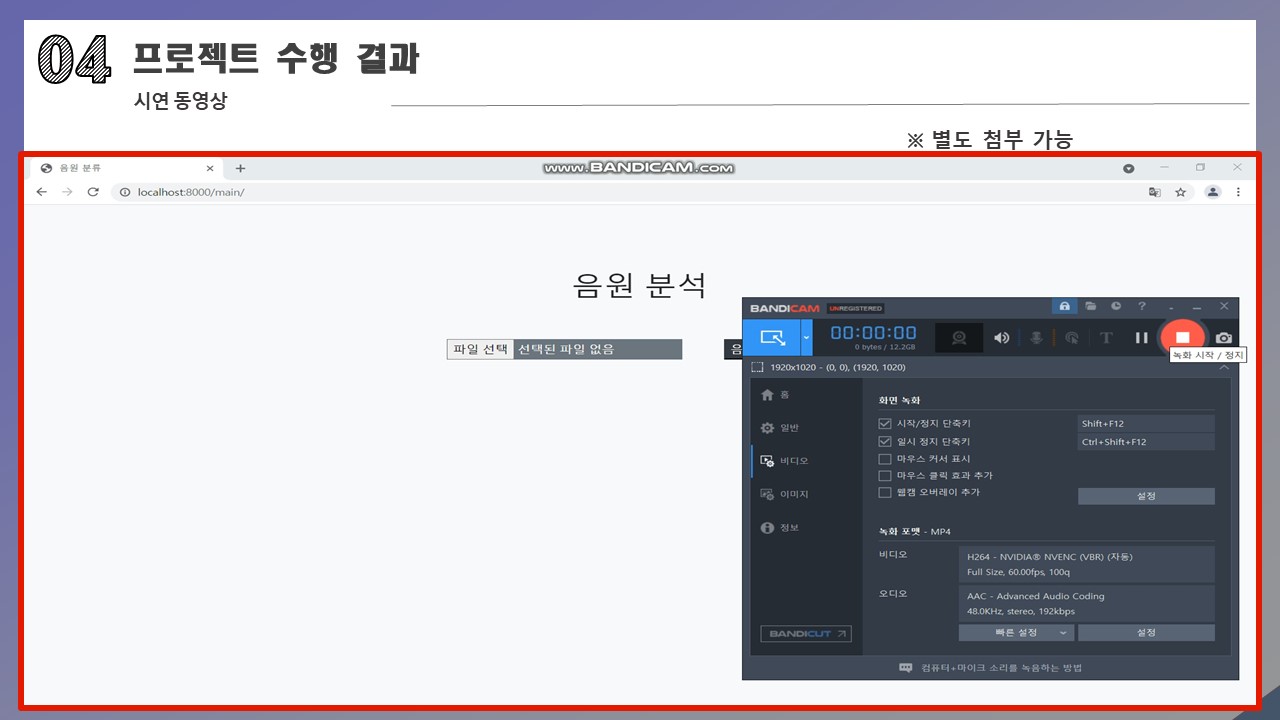 04 프로젝트 수행 결과
시연 동영상
※ 별도 첨부 가능
음원 분류
www.BANDICAM.com
localhost:8000/main/
음원 분석
파일 선택 선택된 파일 없음
음
BANDICAM UNREGISTERED
00:00:00
0 bytes / 12.2GB
녹화 시작 / 정지
1920x1020 - (0, 0), (1920, 1020)
홈
일반
비디오
이미지
정보
BANDICUT
화면 녹화
시작/정지 단축키 Shift+F12
일시 정지 단축키 Ctrl+Shift+F12
마우스 커서 표시
마우스 클릭 효과 추가
웹캠 오버레이 추가
설정
녹화 포맷 - MP4
비디오
H264 - NVIDIA® NVENC (VBR) (자동)
Full Size, 60.00fps, 100q
오디오
AAC - Advanced Audio Coding
48.0KHz, stereo, 192kbps
빠른 설정 설정
컴퓨터+마이크 소리를 녹음하는 방법